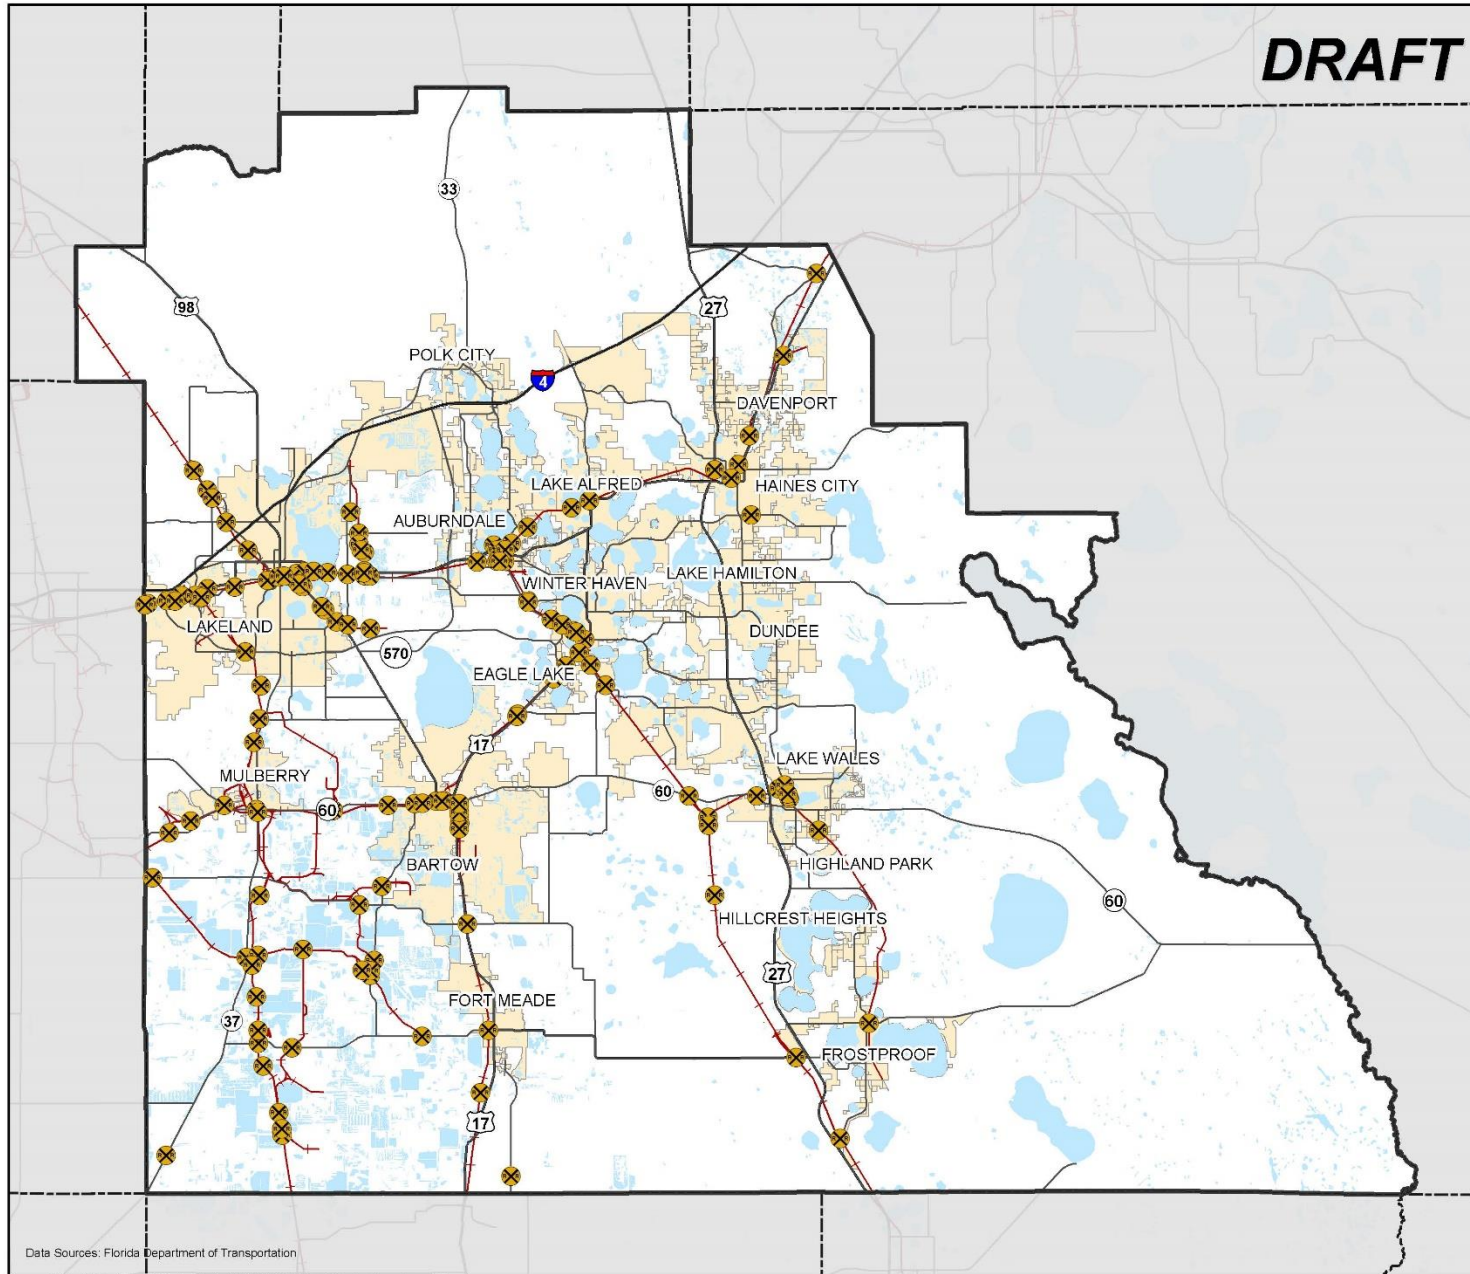 DRAFT
33
98
27
POLK CITY
4
DAVENPORT
LAKE ALFRED
HAINES CITY
AUBURNDALE
WINTER HAVEN
LAKE HAMILTON
LAKELAND
DUNDEE
570
EAGLE LAKE
17
LAKE WALES
MULBERRY
60
60
BARTOW
HIGHLAND PARK
60
HILLCREST HEIGHTS
27
FORT MEADE
37
FROSTPROOF
17
Data Sources: Florida Department of Transportation